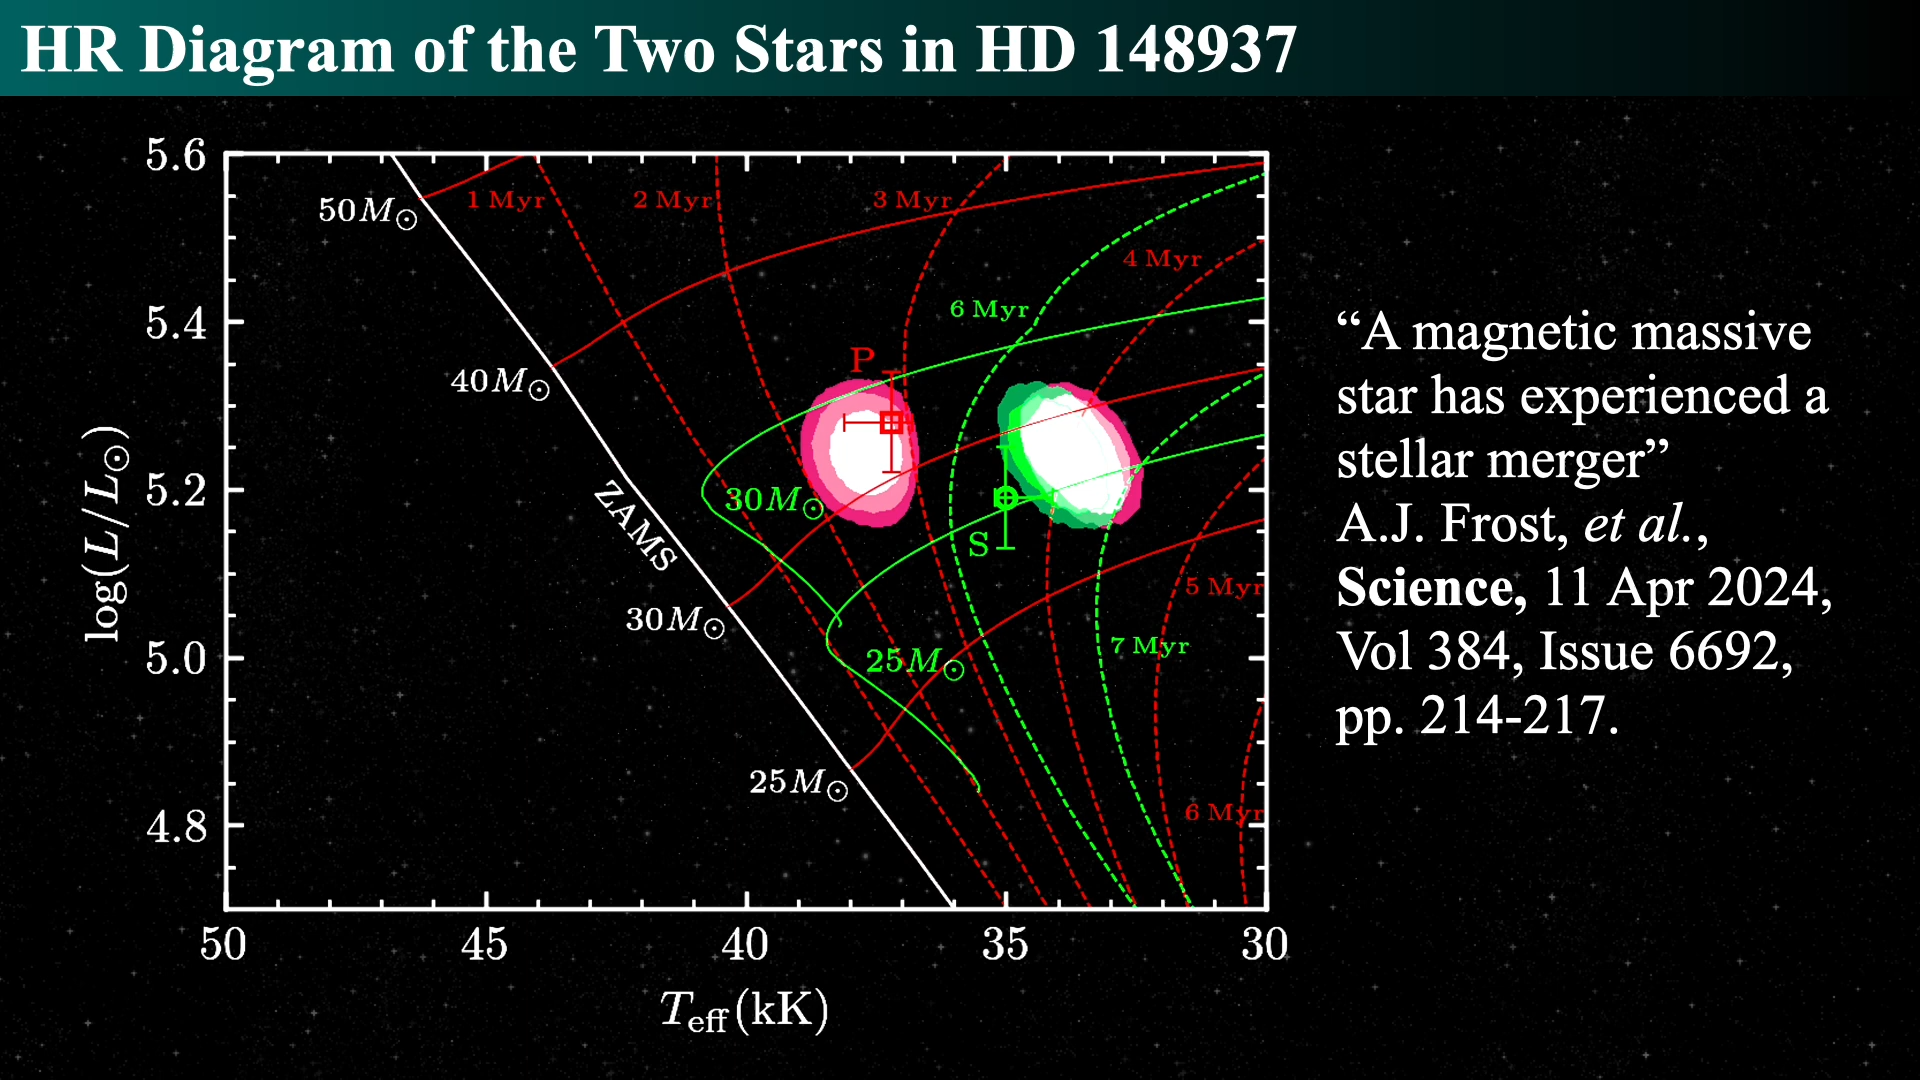 HR Diagram of the Two Stars in HD 148937
5.6
5.4
5.2
5.0
4.8
log(L/L⊙)
50M⊙
40M⊙
ZAMS
30M⊙
25M⊙
1 Myr
2 Myr
3 Myr
4 Myr
6 Myr
P
30M⊙
S
5 Myr
7 Myr
25M⊙
6 Myr
50
45
40
35
30
Teff(kK)
“A magnetic massive
star has experienced a
stellar merger”
A.J. Frost, et al.,
Science, 11 Apr 2024,
Vol 384, Issue 6692,
pp. 214-217.